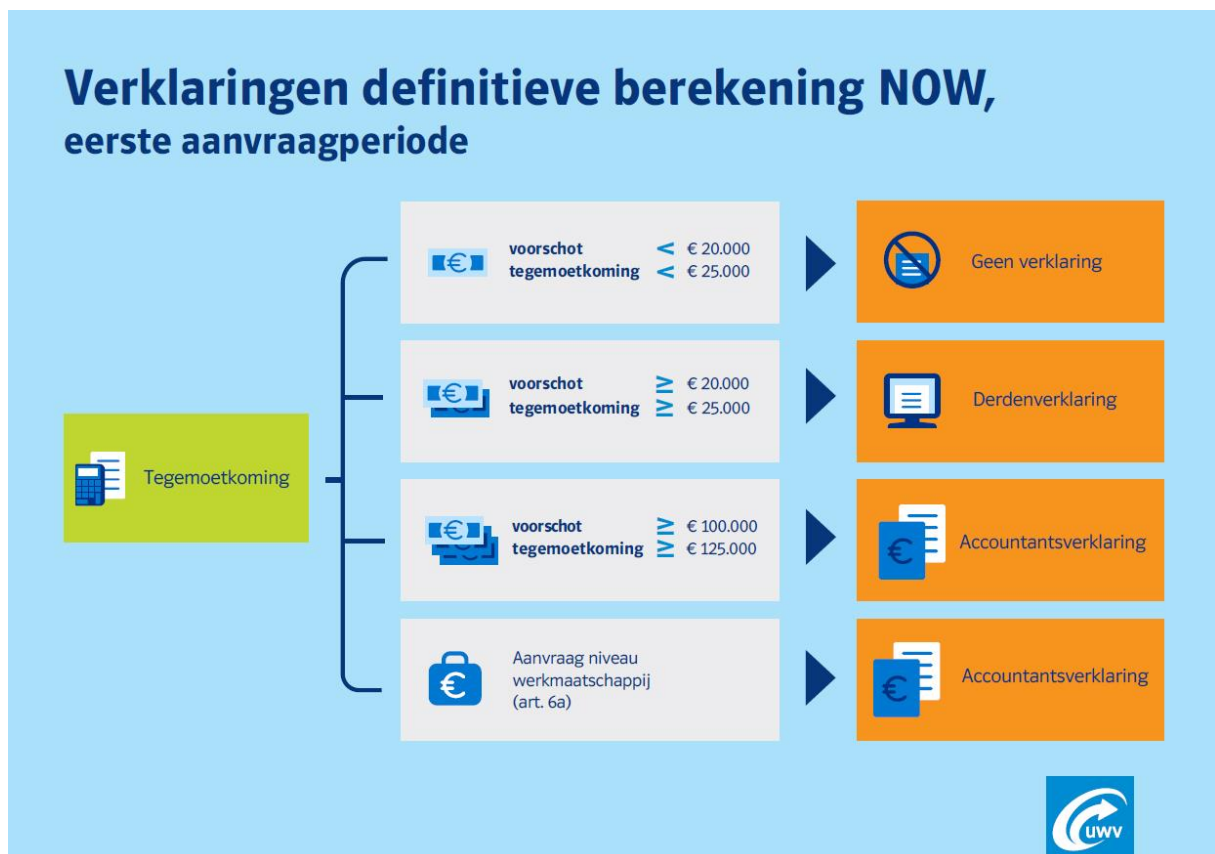 Verklaringen definitieve berekening NOW,
eerste aanvraagperiode
Tegemoetkoming
voorschot < € 20.000
tegemoetkoming < € 25.000
Geen verklaring
voorschot ≥ € 20.000
tegemoetkoming ≥ € 25.000
Derdenverklaring
voorschot ≥ € 100.000
tegemoetkoming ≥ € 125.000
Accountantsverklaring
Aanvraag niveau
werkmaatschappij
(art. 6a)
Accountantsverklaring
UWV